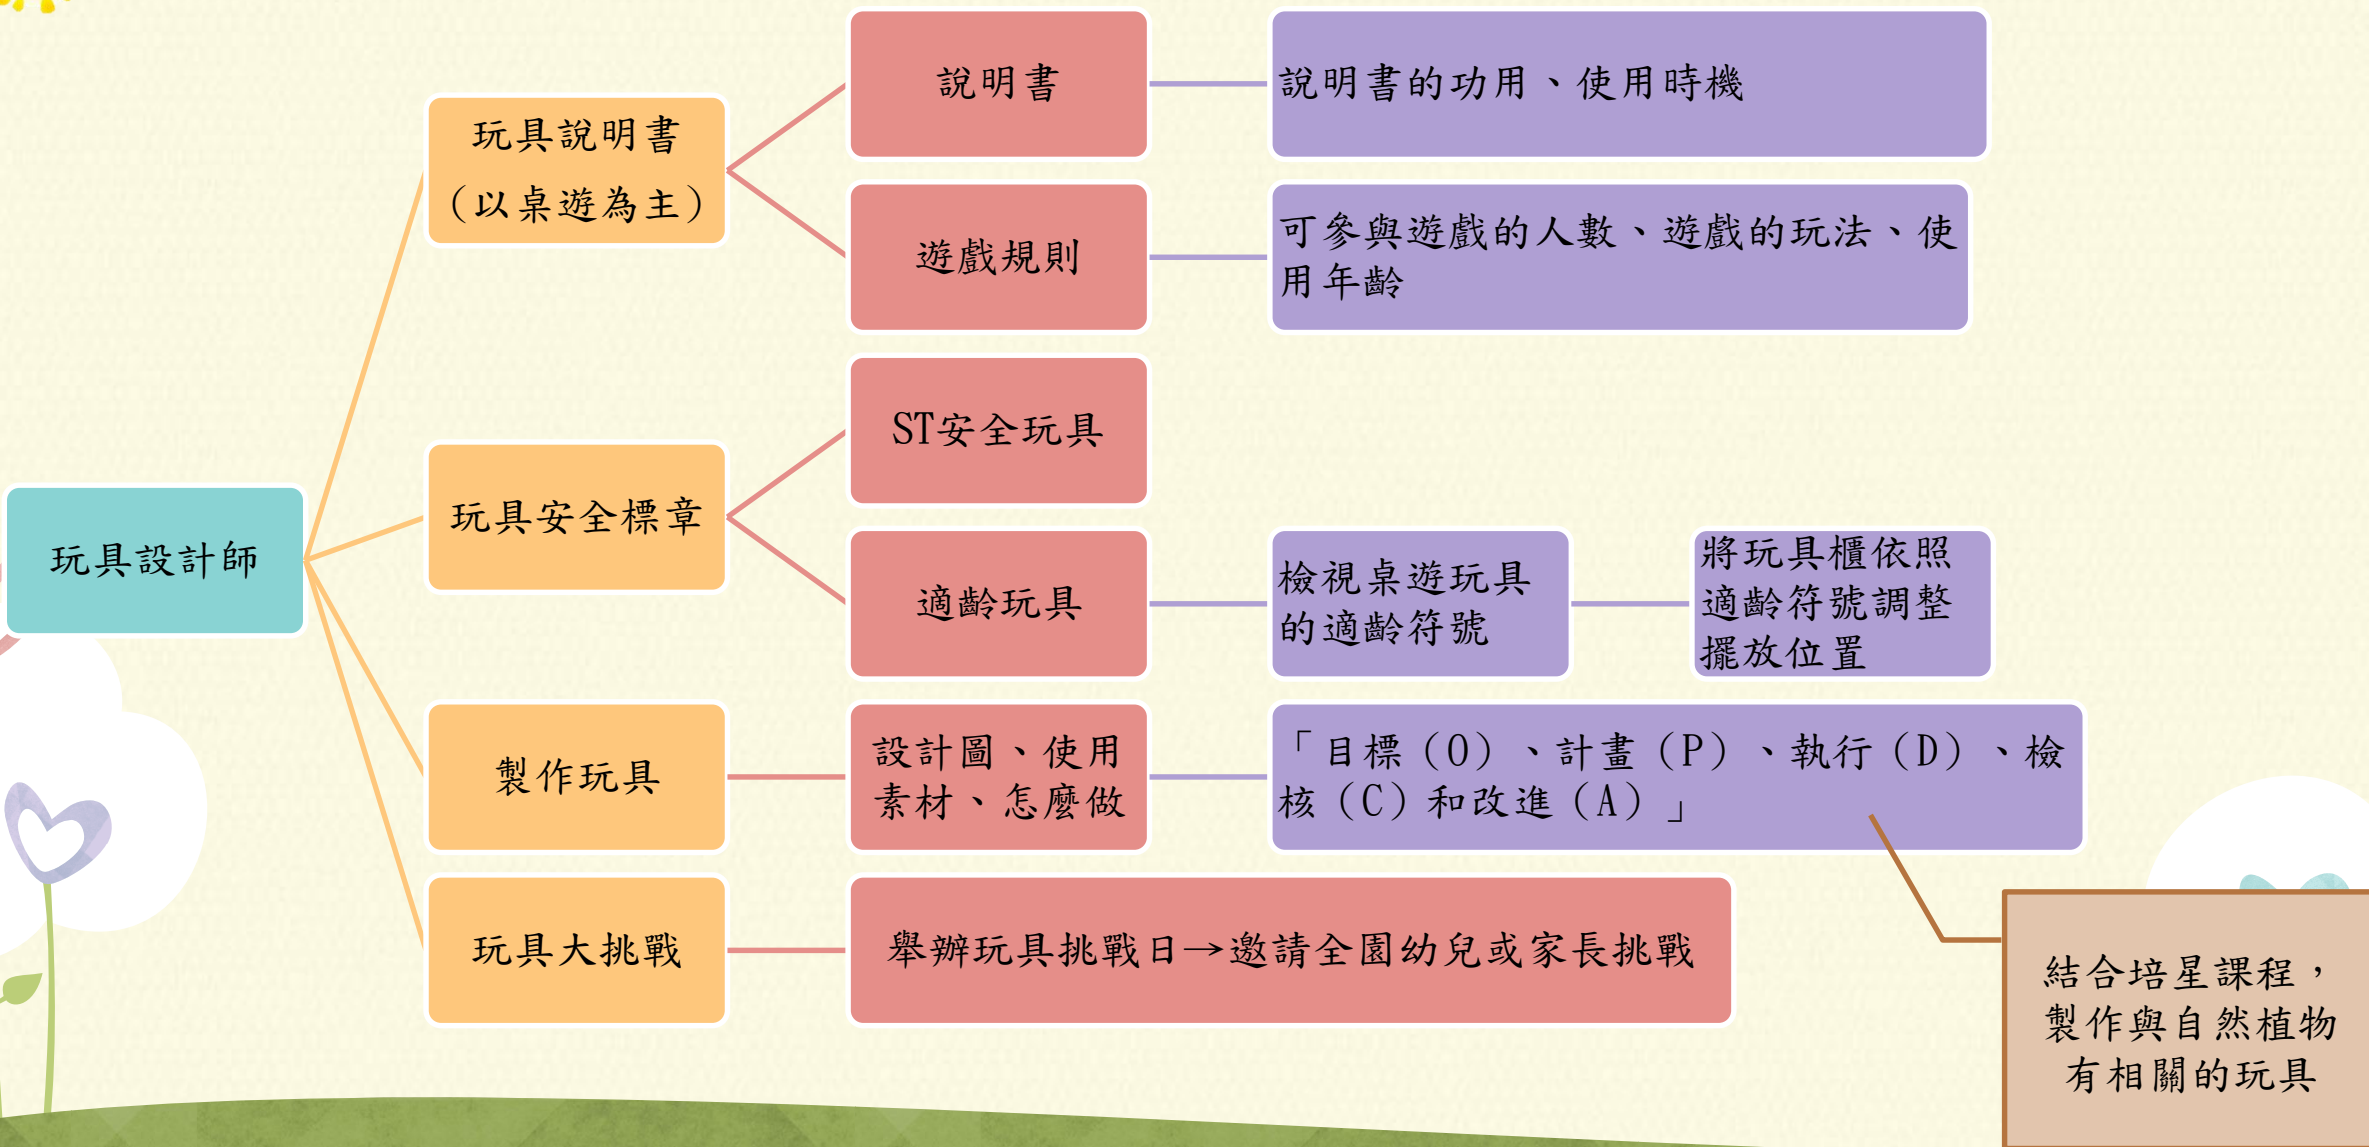 玩具設計師
玩具說明書
（以桌遊為主）
說明書
說明書的功用、使用時機
遊戲規則
可參與遊戲的人數、遊戲的玩法、使
用年齡
玩具安全標章
ST安全玩具
適齡玩具
檢視桌遊玩具
的適齡符號
將玩具櫃依照
適齡符號調整
擺放位置
製作玩具
設計圖、使用
素材、怎麼做
「目標（O）、計畫（P）、執行（D）、檢
核（C）和改進（A）」
結合培星課程，
製作與自然植物
有相關的玩具
玩具大挑戰
舉辦玩具挑戰日→邀請全園幼兒或家長挑戰